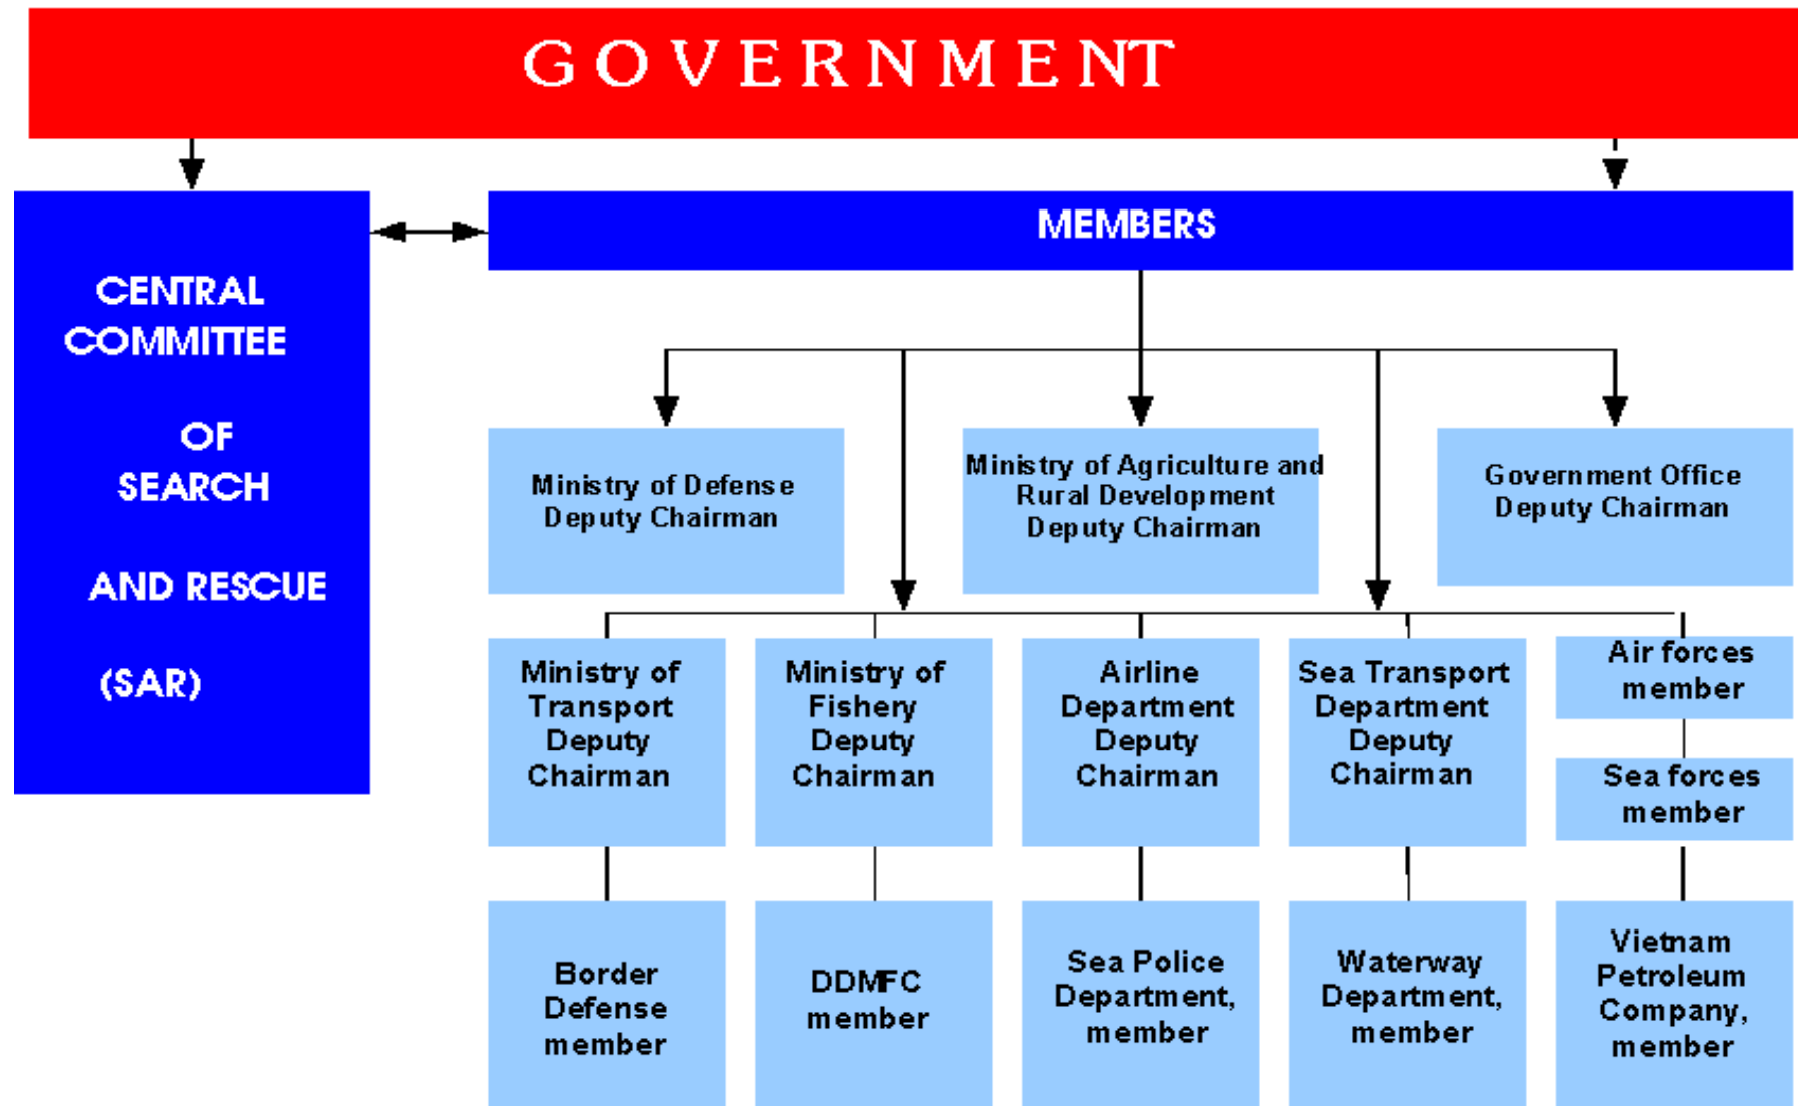 G O V E R N M E N T
CENTRAL
COMMITTEE
OF
SEARCH
AND RESCUE
(SAR)
MEMBERS
Ministry of Defense
Deputy Chairman
Ministry of Agriculture and
Rural Development
Deputy Chairman
Government Office
Deputy Chairman
Ministry of
Transport
Deputy
Chairman
Ministry of
Fishery
Deputy
Chairman
Airline
Department
Deputy
Chairman
Sea Transport
Department
Deputy
Chairman
Air forces
member
Sea forces
member
Border
Defense
member
DDMFC
member
Sea Police
Department,
member
Waterway
Department,
member
Vietnam
Petroleum
Company,
member